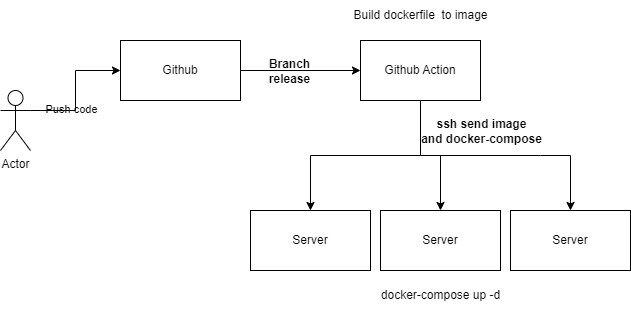 Build dockerfile  to image
Github
Branch
release
Github Action
Push code
Actor
ssh send image
and docker-compose
Server
Server
Server
docker-compose up -d